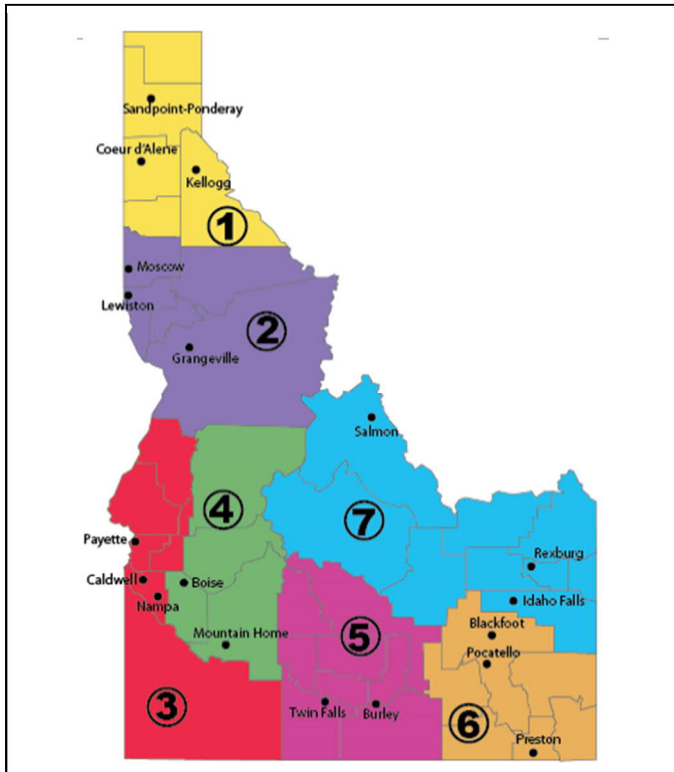 Sandpoint-Ponderay
Coeur d'Alene
Kellogg
1
Moscow
Lewiston
2
Grangeville
Salmon
4
7
Payette
Rexburg
Caldwell
Boise
Nampa
Idaho Falls
Blackfoot
Mountain Home
5
Pocatello
3
Twin Falls
Burley
6
Preston